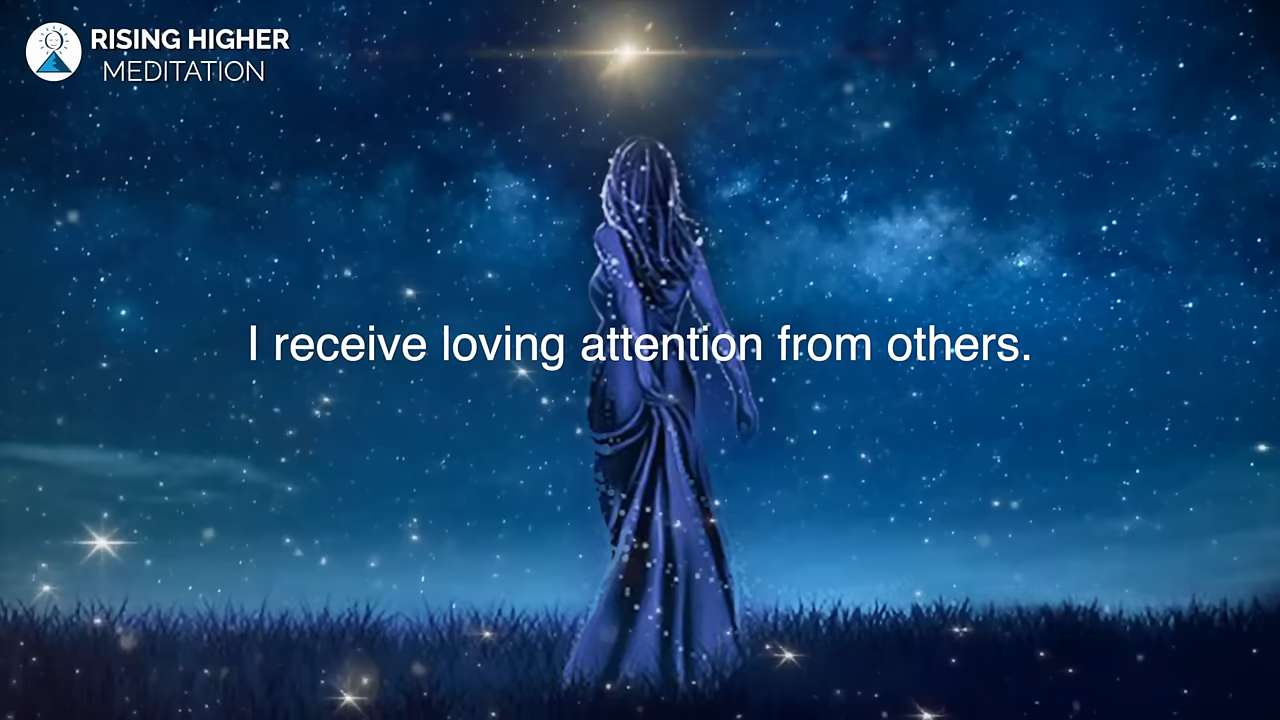 RISING HIGHER
MEDITATION
I receive loving attention from others.